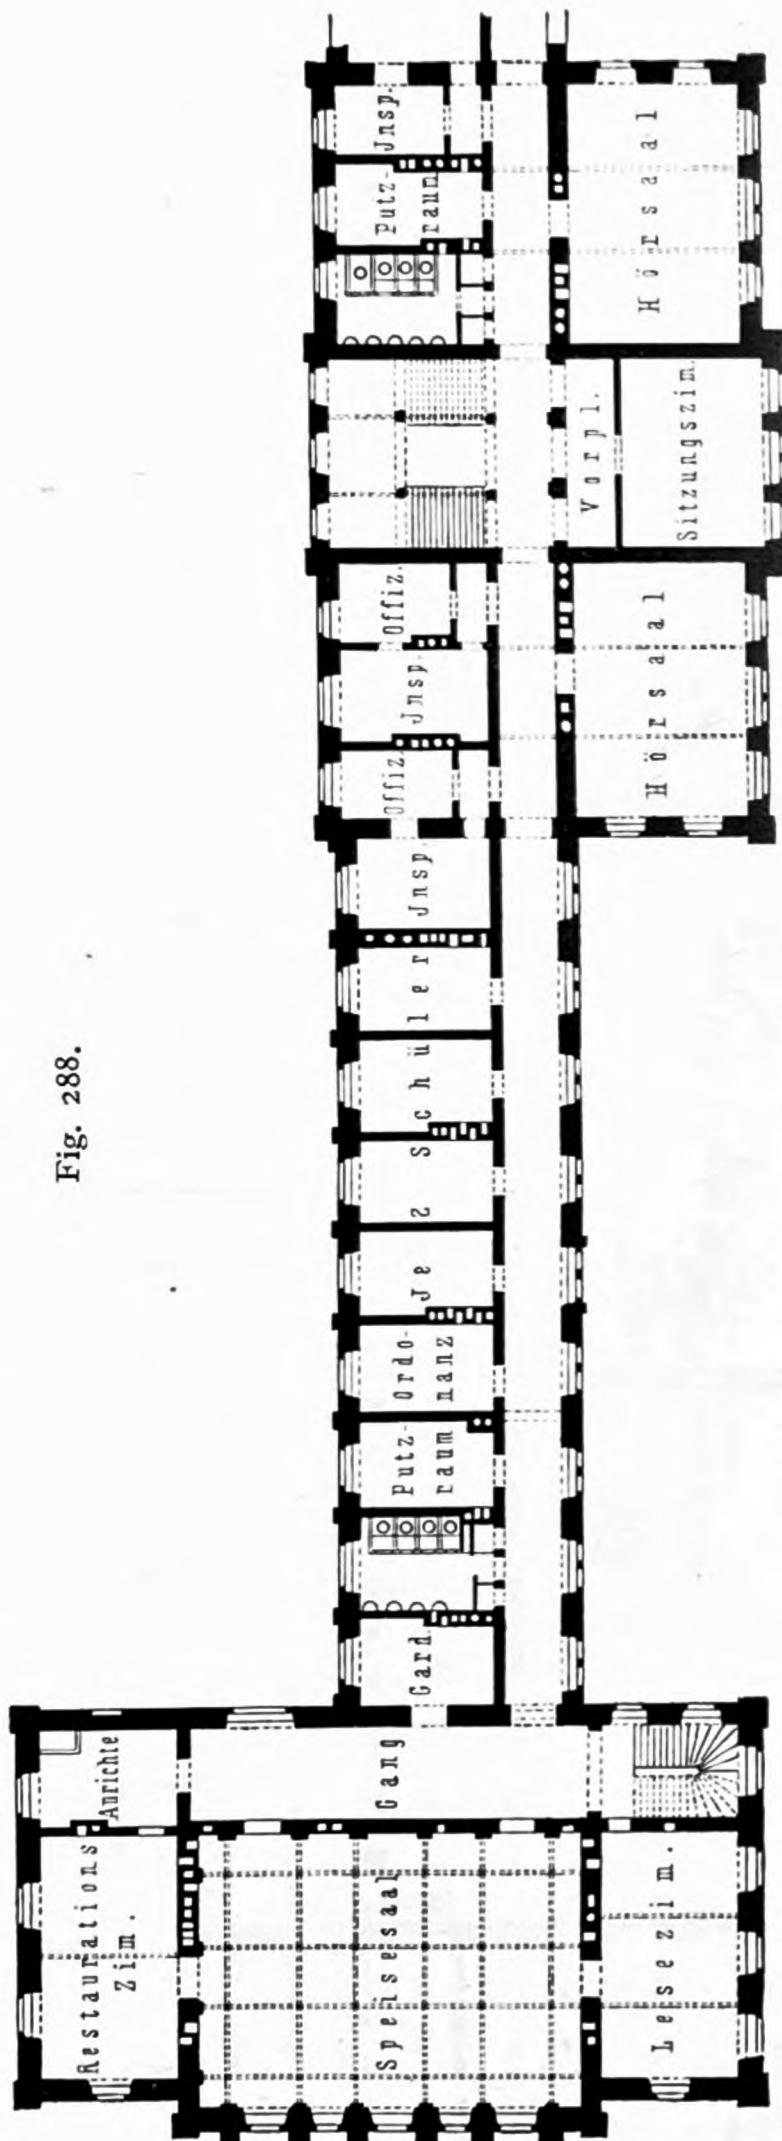 Fig. 288.
Restaurations
Zim.
Anrichte
Speisesaal
Gang
Lesezim.
Gard.
Putz-
raum
Ordo-
nanz
Je 2 Schüler
Jnsp.
Offiz.
Jnsp.
Offiz.
Hörsaal
Vorpl.
Sitzungszim.
Putz-
raum
Jnsp.
Hörsaal